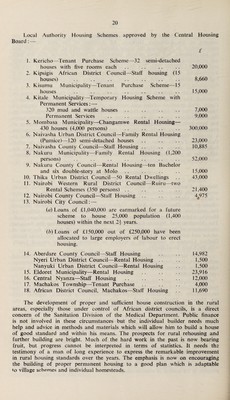 20
Local Authority Housing Schemes approved by the Central Housing
Board:—
£
1. Kericho—Tenant Purchase Scheme—32 semi-detached
houses with five rooms each .. .. .. 20,000
2. Kipsigis African District Council—Staff housing (15
houses) .. .. .. 8,660
3. Kisumu Municipality—Tenant Purchase Scheme—15
houses .. .. .. 15,000
4. Kitale Municipality—Temporary Housing Scheme with
Permanent Services:—
320 mud and wattle houses .. .. .. 7,000
Permanent Services .. .. .. 9,000
5. Mombasa Municipality—Changamwe Rental Housing—
430 houses (4,000 persons) .. .. .. 300,000
6. Naivasha Urban District Council—Family Rental Housing
(Pumice)—120 semi-detached houses .. .. 23,000
7. Naivasha County Council—Staff Housing .. .. 10,885
8. Nakuru Municipality—Family Rental Housing (1,200
persons) .. .. .. 52,000
9. Nakuru County Council—Rental Housing—ten Bachelor
and six double-storey at Molo .. .. .. 15,000
10. Thika Urban District Council—50 Rental Dwellings .. 43,000
11. Nairobi Western Rural District Council—Ruiru—two
Rental Schemes (350 persons) .. .. .. 21,400
12. Nairobi County Council—Staff Housing .. .. 4,975
13. Nairobi City Council:—
(a) Loans of £1,040,000 are earmarked for a future
scheme to house 25,000 population (1,400
houses) within the next 2½ years.
(b) Loans of £150,000 out of £250,000 have been
allocated to large employers of labour to erect
housing.
14. Aberdare County Council—Staff Housing .. .. 14,982
Nyeri Urban District Council—Rental Housing .. 1,500
Nanyuki Urban District Council—Rental Housing .. 1,500
15. Eldoret Municipality—Rental Housing .. .. 23,916
16. Central Nyanza—Staff Housing .. .. 12,000
17. Machakos Township—Tenant Purchase .. .. 4,000
18. African District Council, Machakos—Staff Housing .. 11,690
The development of proper and sufficient house construction in the rural
areas, especially those under control of African district councils, is a direct
concern of the Sanitation Division of the Medical Department. Public finance
is not involved in these circumstances but the individual builder needs much
help and advice in methods and materials which will allow him to build a house
of good standard and within his means. The prospects for rural rehousing and
further building are bright. Much of the hard work in the past is now bearing
fruit, but progress cannot be interpreted in terms of statistics. It needs the
testimony of a man of long experience to express the remarkable improvement
in rural housing standards over the years. The emphasis is now on encouraging
the building of proper permanent housing to a good plan which is adaptable
to village schemes and individual homesteads.